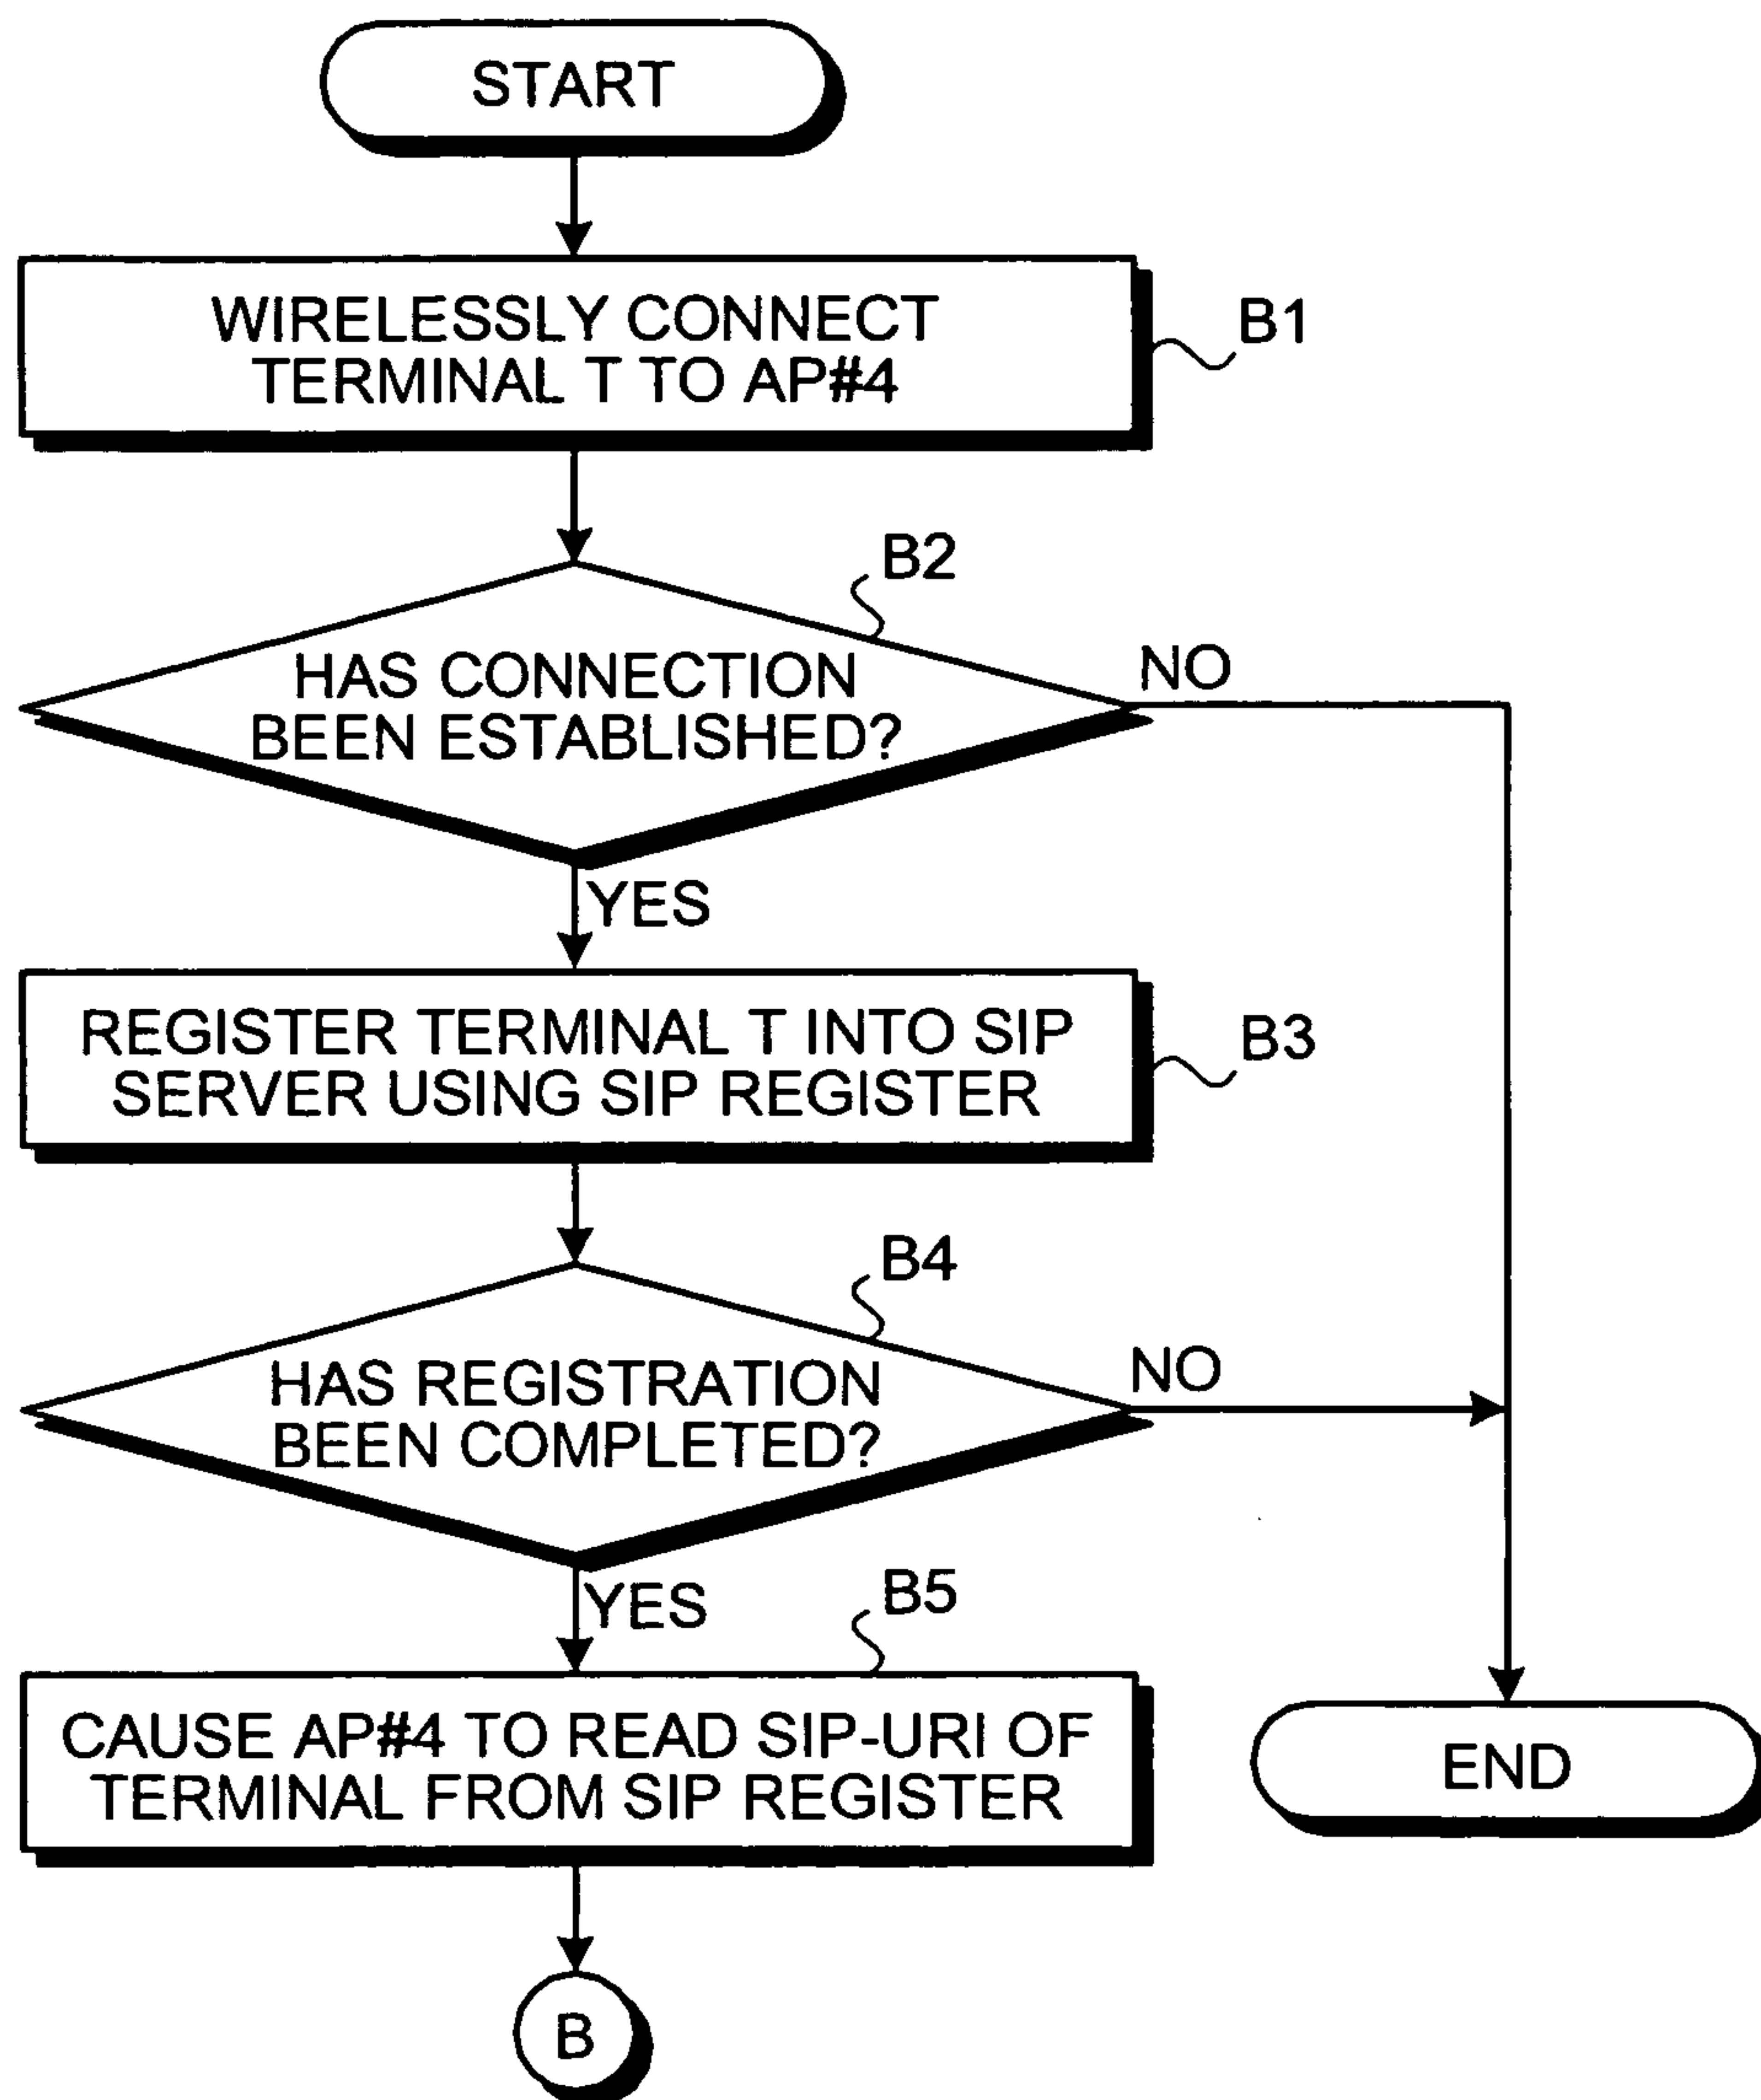 START
WIRELESSLY CONNECT
TERMINAL T TO AP#4
B1
B2
HAS CONNECTION
BEEN ESTABLISHED?
NO
YES
REGISTER TERMINAL T INTO SIP
SERVER USING SIP REGISTER
B3
B4
HAS REGISTRATION
BEEN COMPLETED?
NO
YES
B5
CAUSE AP#4 TO READ SIP-URI OF
TERMINAL FROM SIP REGISTER
END
B